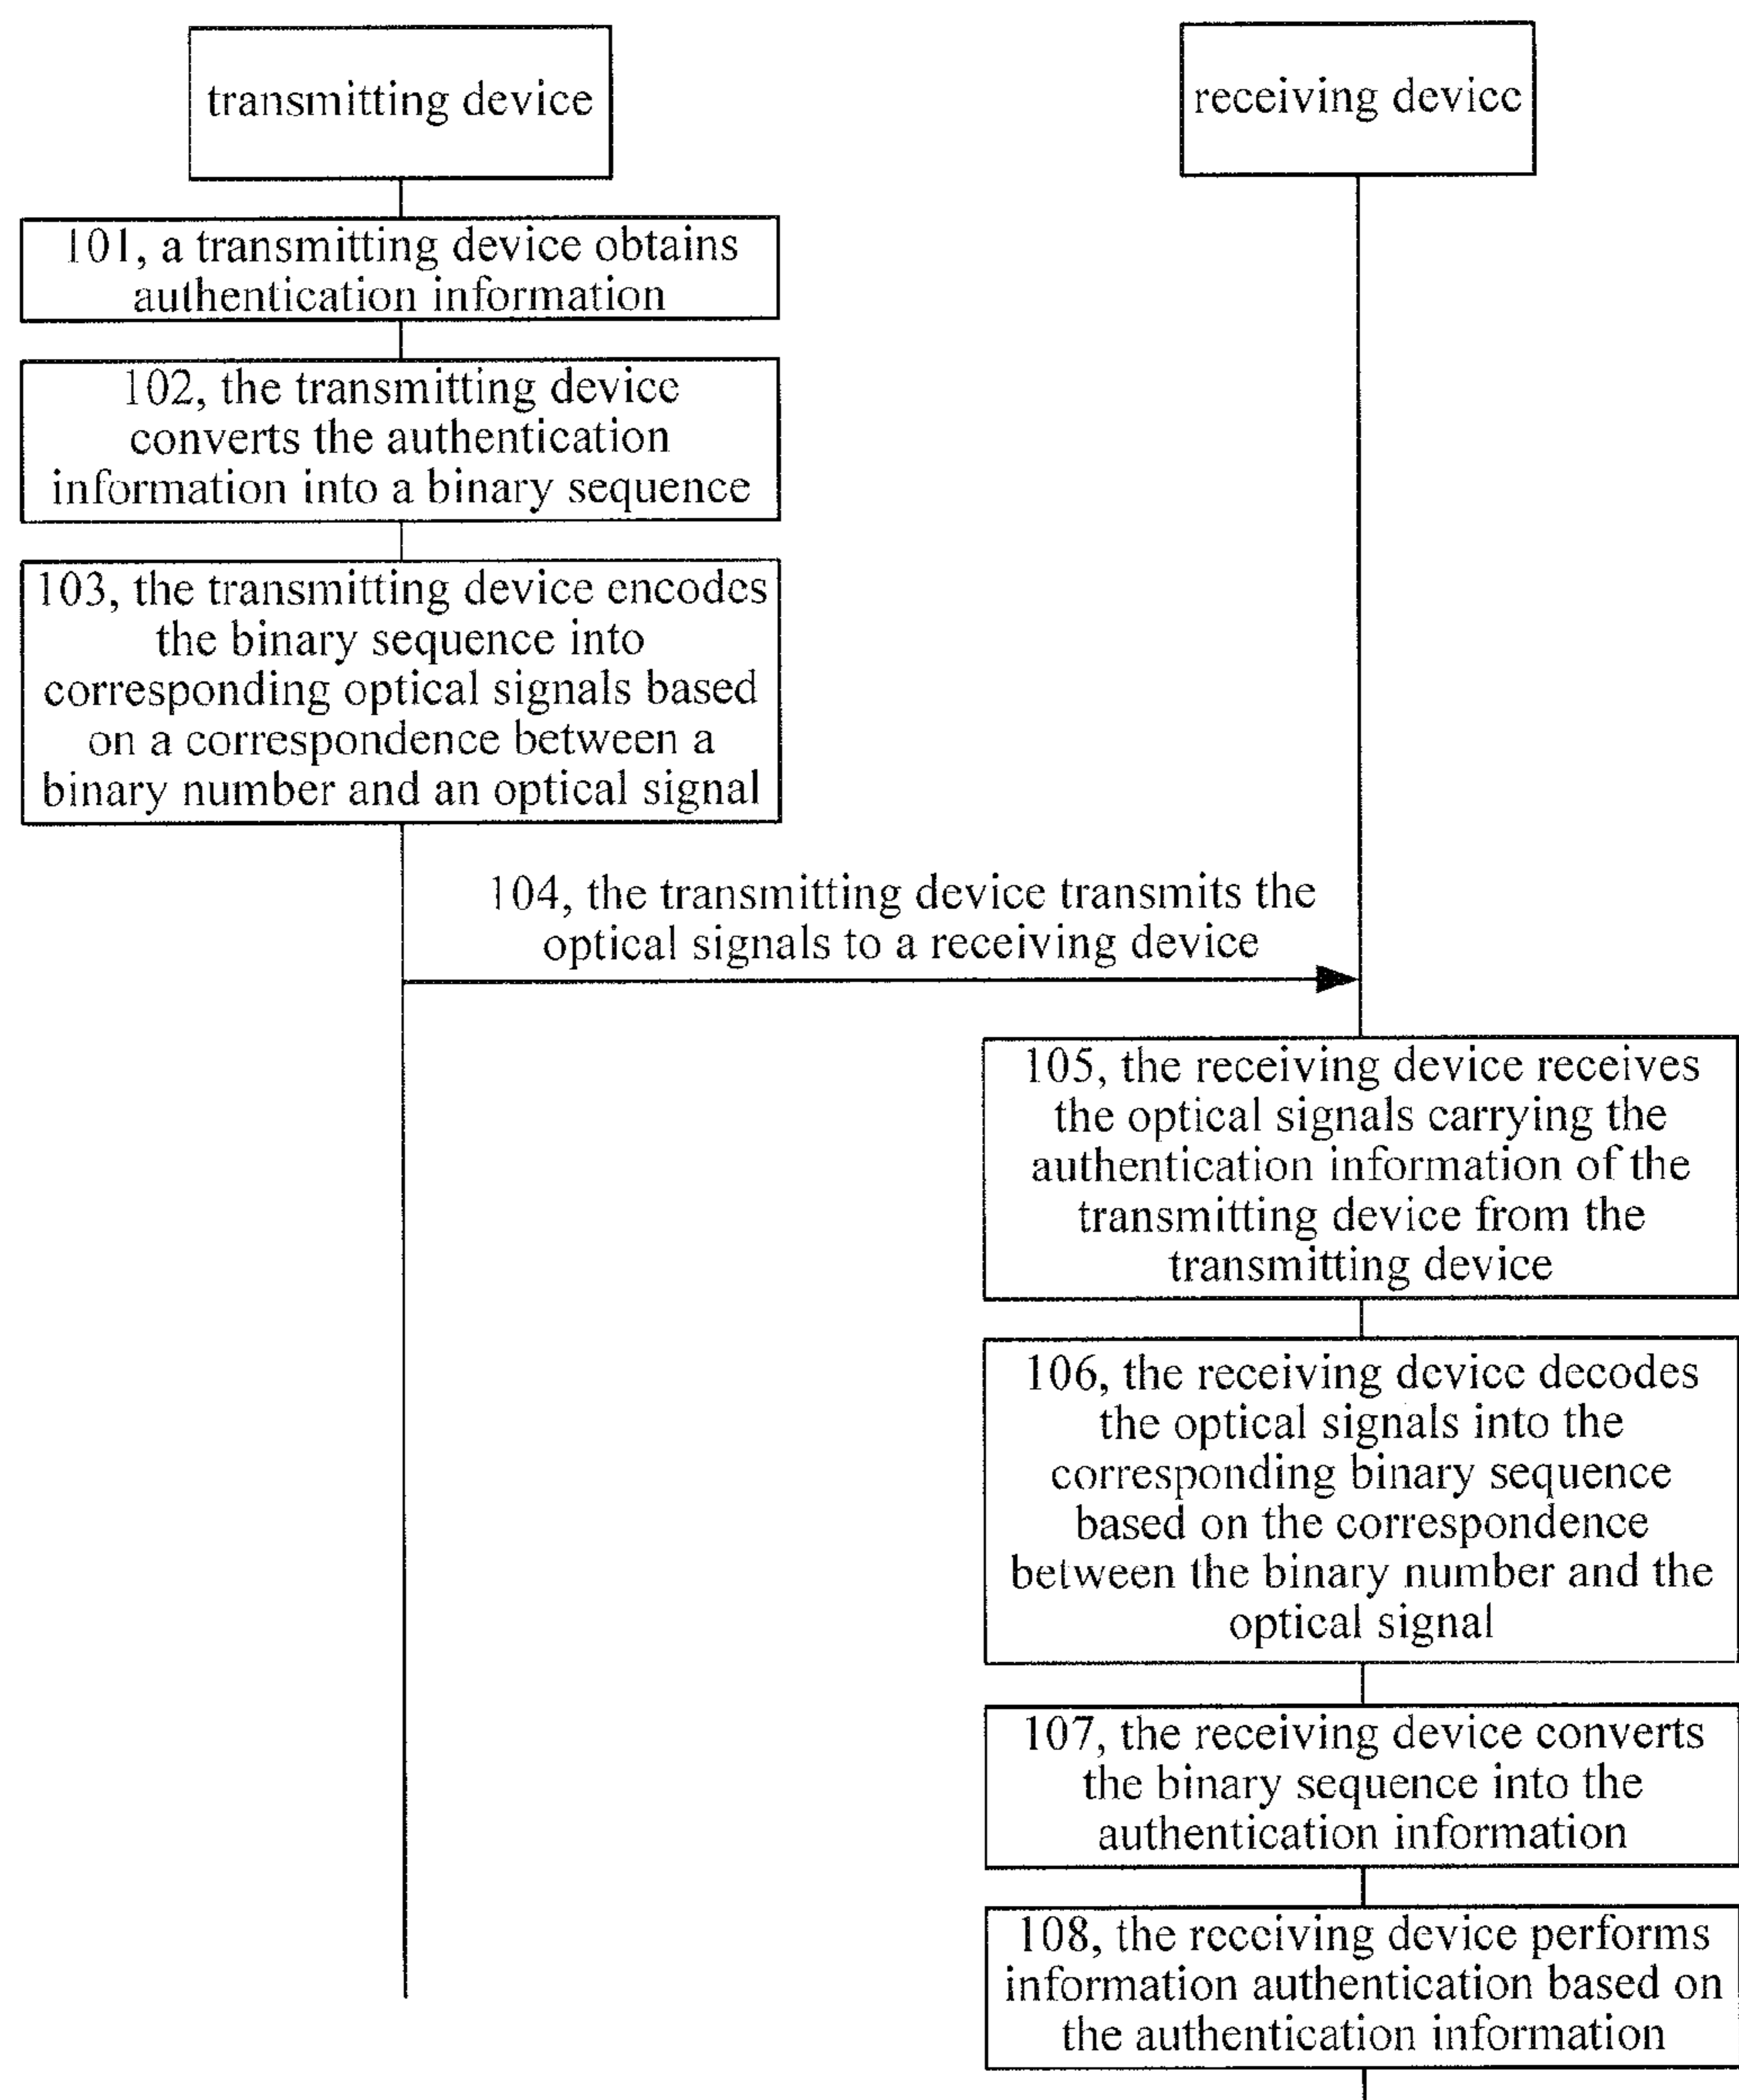 transmitting device
receiving device
101, a transmitting device obtains
authentication information
102, the transmitting device
converts the authentication
information into a binary sequence
103, the transmitting device encodes
the binary sequence into
corresponding optical signals based
on a correspondence between a
binary number and an optical signal
104, the transmitting device transmits the
optical signals to a receiving device
105, the receiving device receives
the optical signals carrying the
authentication information of the
transmitting device from the
transmitting device
106, the receiving device decodes
the optical signals into the
corresponding binary sequence
based on the correspondence
between the binary number and the
optical signal
107, the receiving device converts
the binary sequence into the
authentication information
108, the receiving device performs
information authentication based on
the authentication information